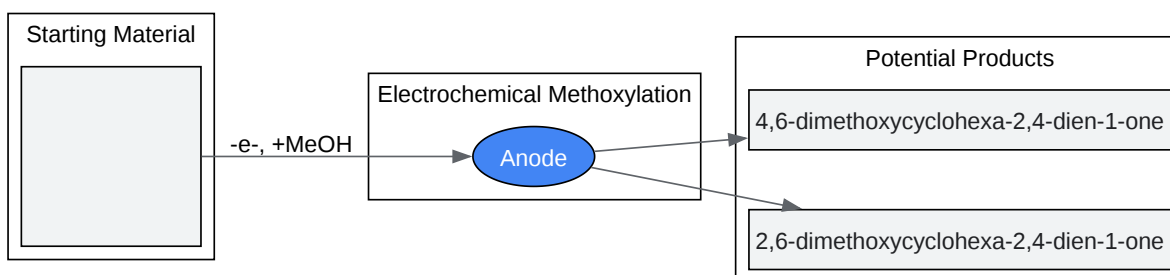 Starting Material
-e-, +MeOH
Electrochemical Methoxylation
Anode
Potential Products
4,6-dimethoxycyclohexa-2,4-dien-1-one
2,6-dimethoxycyclohexa-2,4-dien-1-one